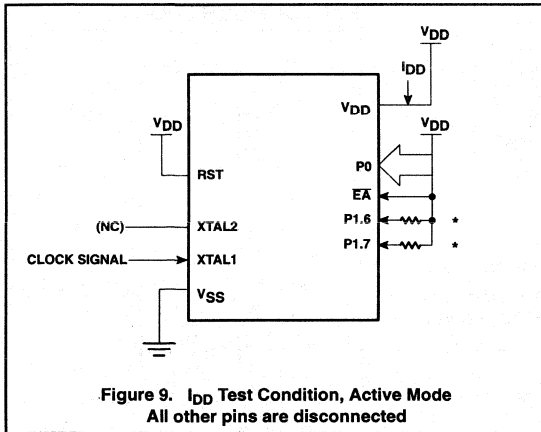 VDD
IDD
VDD
VDD
VDD
P0
RST
EA
(NC)
XTAL2
P1.6
*
CLOCK SIGNAL
XTAL1
P1.7
*
VSS
Figure 9. IDD Test Condition, Active Mode
All other pins are disconnected